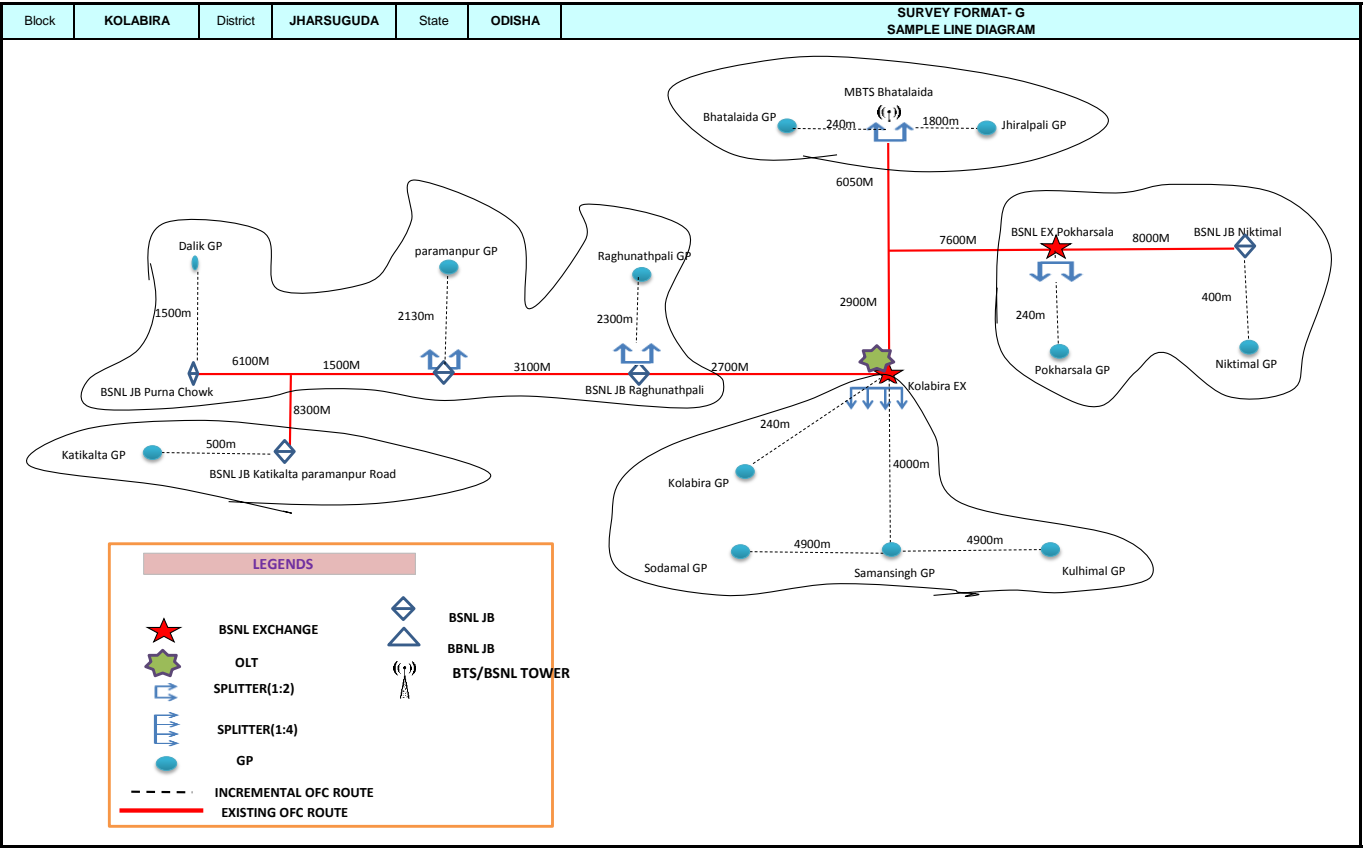 Block KOLABIRA District JHARSUGUDA State ODISHA
SURVEY FORMAT- G
SAMPLE LINE DIAGRAM
MBTS Bhatalaida
Bhatalaida GP
240m
1800m
Jhiralpali GP
6050M
7600M
BSNL EX Pokharsala
8000M
BSNL JB Niktimal
240m
400m
Pokharsala GP
Niktimal GP
2900M
Dalik GP
paramanpur GP
Raghunathpali GP
1500m
2130m
2300m
6100M
1500M
3100M
2700M
BSNL JB Purna Chowk
BSNL JB Raghunathpali
Kolabira EX
8300M
Katikalta GP
500m
BSNL JB Katikalta paramanpur Road
240m
4000m
Kolabira GP
4900m
4900m
Sodamal GP
Samansingh GP
Kulhimal GP
LEGENDS
BSNL EXCHANGE
OLT
SPLITTER(1:2)
SPLITTER(1:4)
GP
INCREMENTAL OFC ROUTE
EXISTING OFC ROUTE
BSNL JB
BBNL JB
BTS/BSNL TOWER